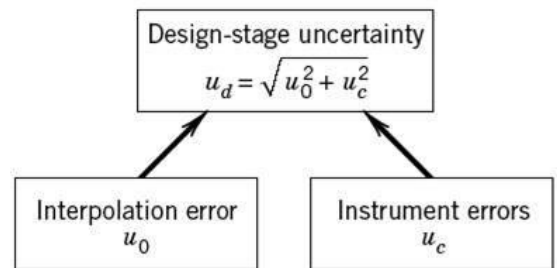 Design-stage uncertainty
u_d = √(u_0^2 + u_c^2)
Interpolation error
u_0
Instrument errors
u_c